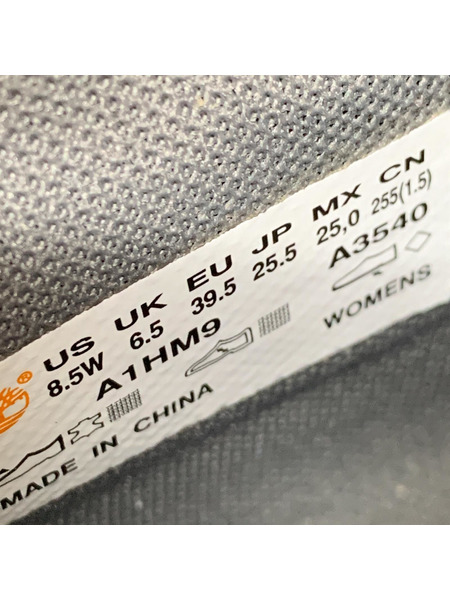 US UK EU JP MX CN
8.5W 6.5 39.5 25.5 25,0 255(1.5)
A1HM9 A3540
WOMENS
MADE IN CHINA
®